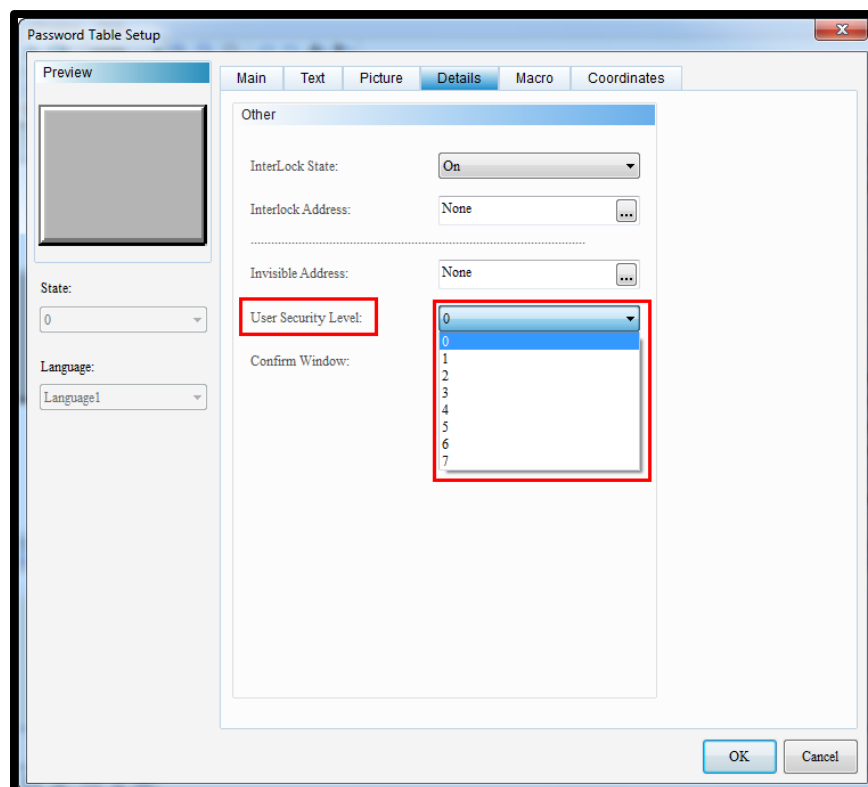 Password Table Setup
Preview
State:
0
Language:
Language1
Main Text Picture Details Macro Coordinates
Other
InterLock State: On
Interlock Address: None ...
Invisible Address: None ...
User Security Level: 0
0
1
Confirm Window:
2
3
4
5
6
7
OK Cancel